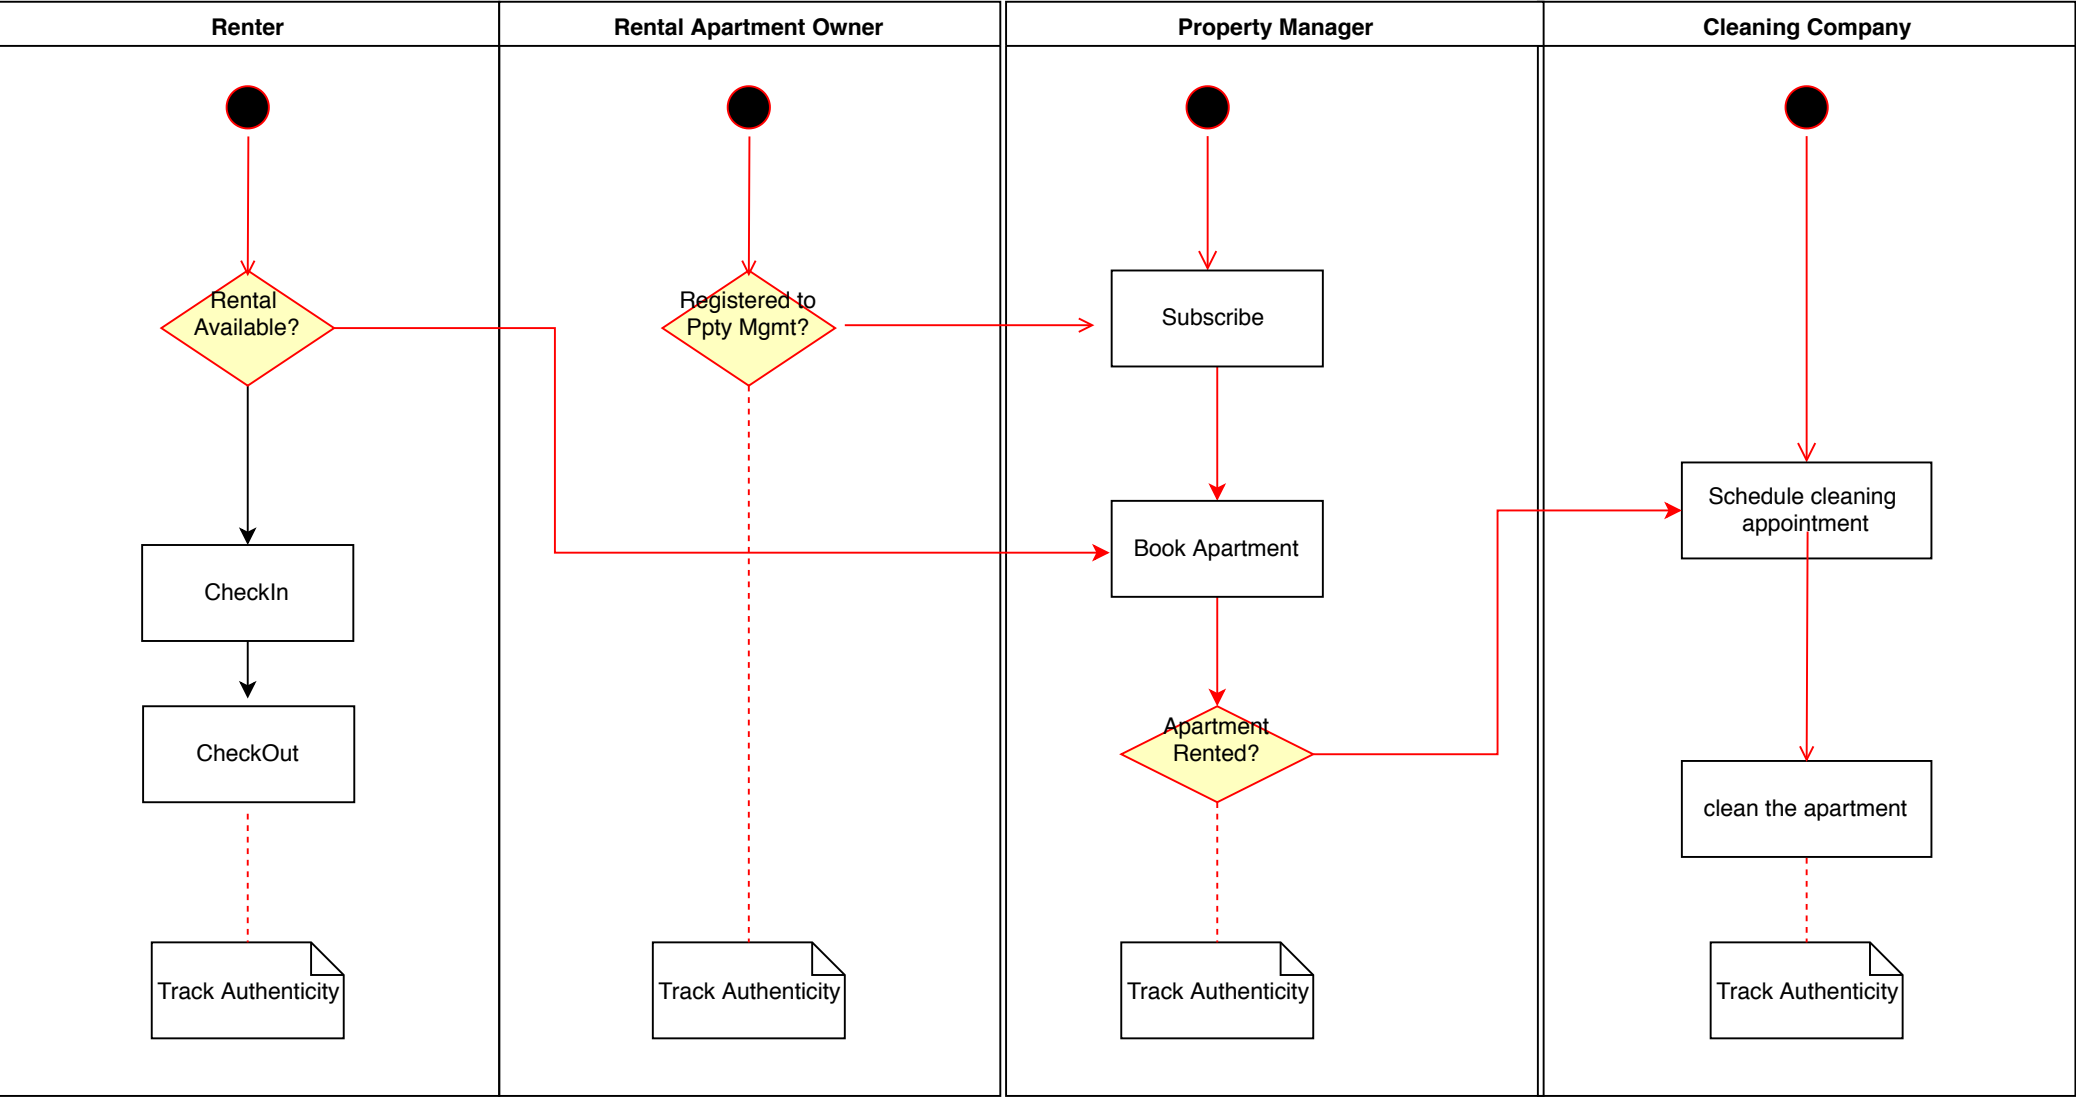 Renter
Rental Apartment Owner
Property Manager
Cleaning Company
Rental
Available?
Registered to
Ppty Mgmt?
Subscribe
Schedule cleaning
appointment
Book Apartment
CheckIn
Apartment
Rented?
CheckOut
clean the apartment
Track Authenticity
Track Authenticity
Track Authenticity
Track Authenticity